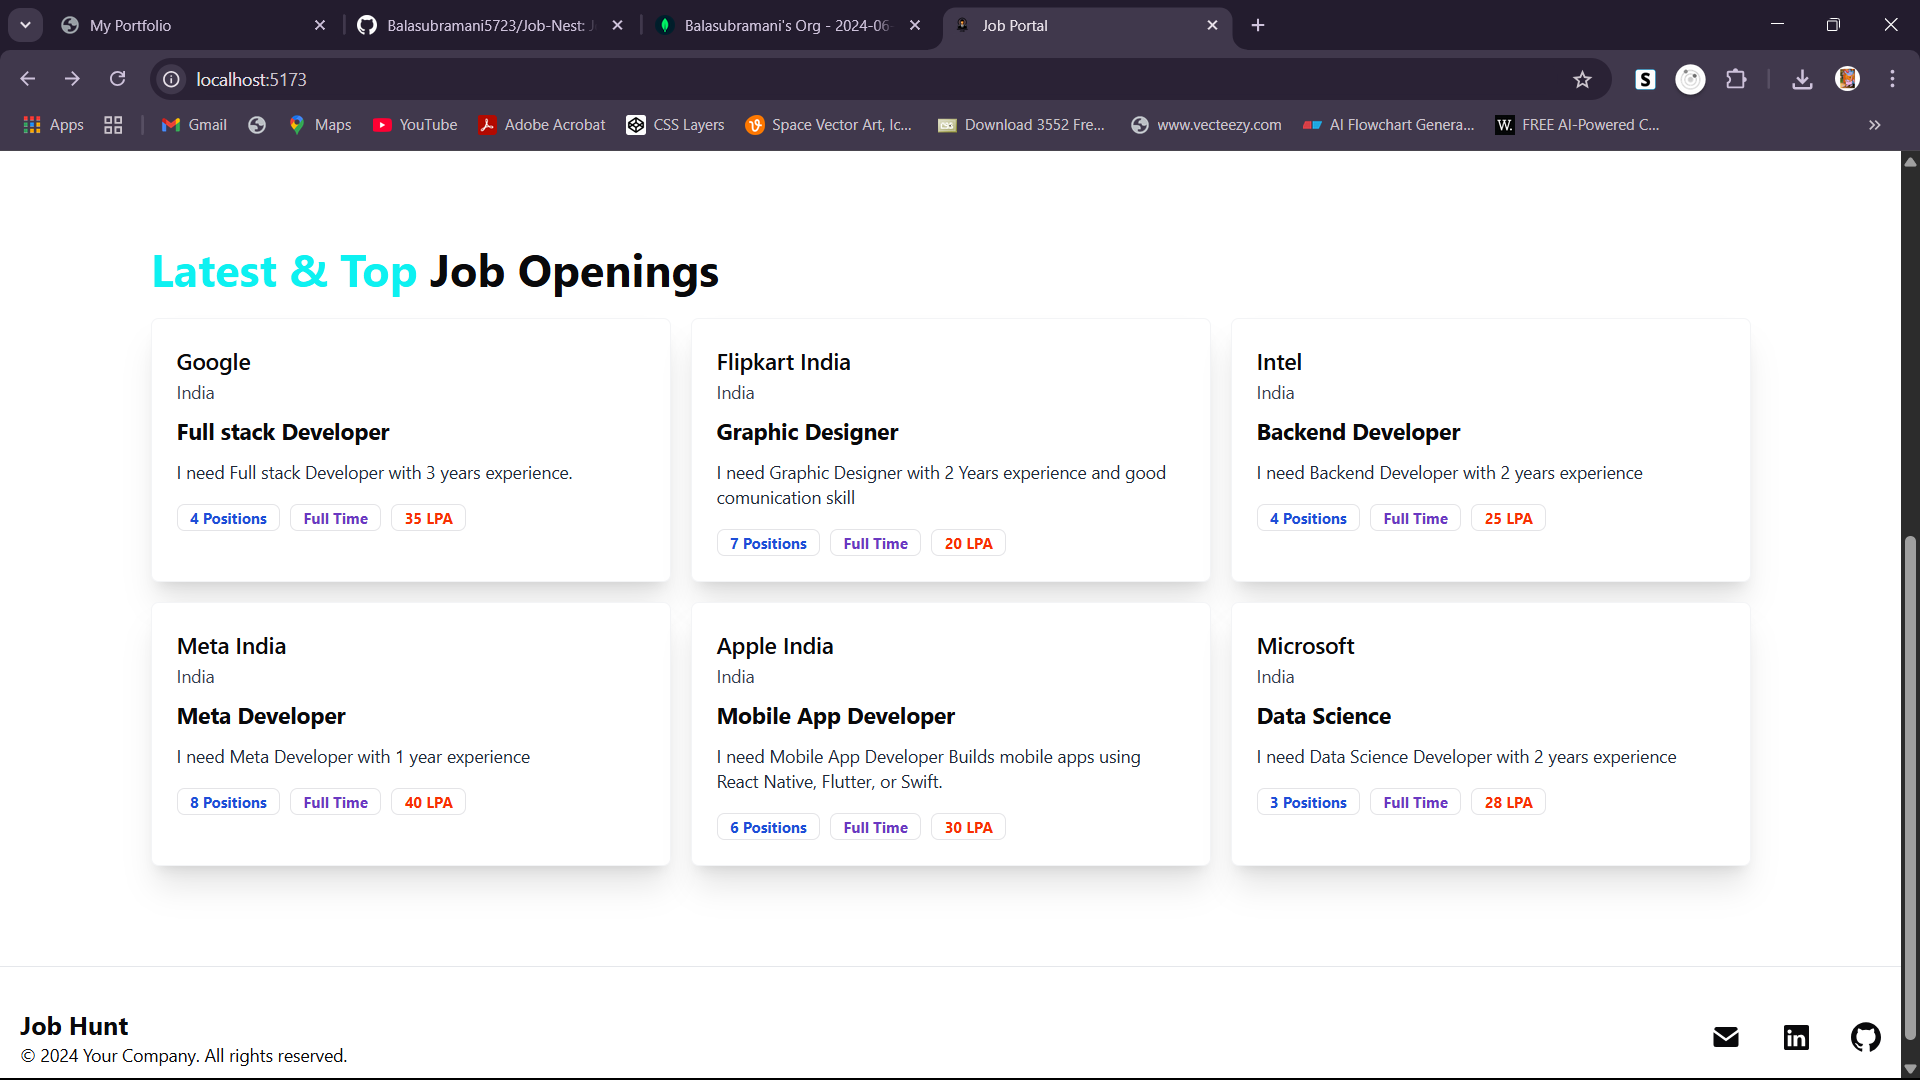 My Portfolio
Balasubramani5723/Job-Nest: J
Balasubramani's Org - 2024-06-
Job Portal
localhost:5173
Apps
Gmail
Maps
YouTube
Adobe Acrobat
CSS Layers
Space Vector Art, Ic...
Download 3552 Fre...
www.vecteezy.com
AI Flowchart Genera...
W.
FREE AI-Powered C...
Latest & Top Job Openings
Google
India
Full stack Developer
I need Full stack Developer with 3 years experience.
4 Positions
Full Time
35 LPA
Flipkart India
India
Graphic Designer
I need Graphic Designer with 2 Years experience and good
comunication skill
7 Positions
Full Time
20 LPA
Intel
India
Backend Developer
I need Backend Developer with 2 years experience
4 Positions
Full Time
25 LPA
Meta India
India
Meta Developer
I need Meta Developer with 1 year experience
8 Positions
Full Time
40 LPA
Apple India
India
Mobile App Developer
I need Mobile App Developer Builds mobile apps using
React Native, Flutter, or Swift.
6 Positions
Full Time
30 LPA
Microsoft
India
Data Science
I need Data Science Developer with 2 years experience
3 Positions
Full Time
28 LPA
Job Hunt
© 2024 Your Company. All rights reserved.